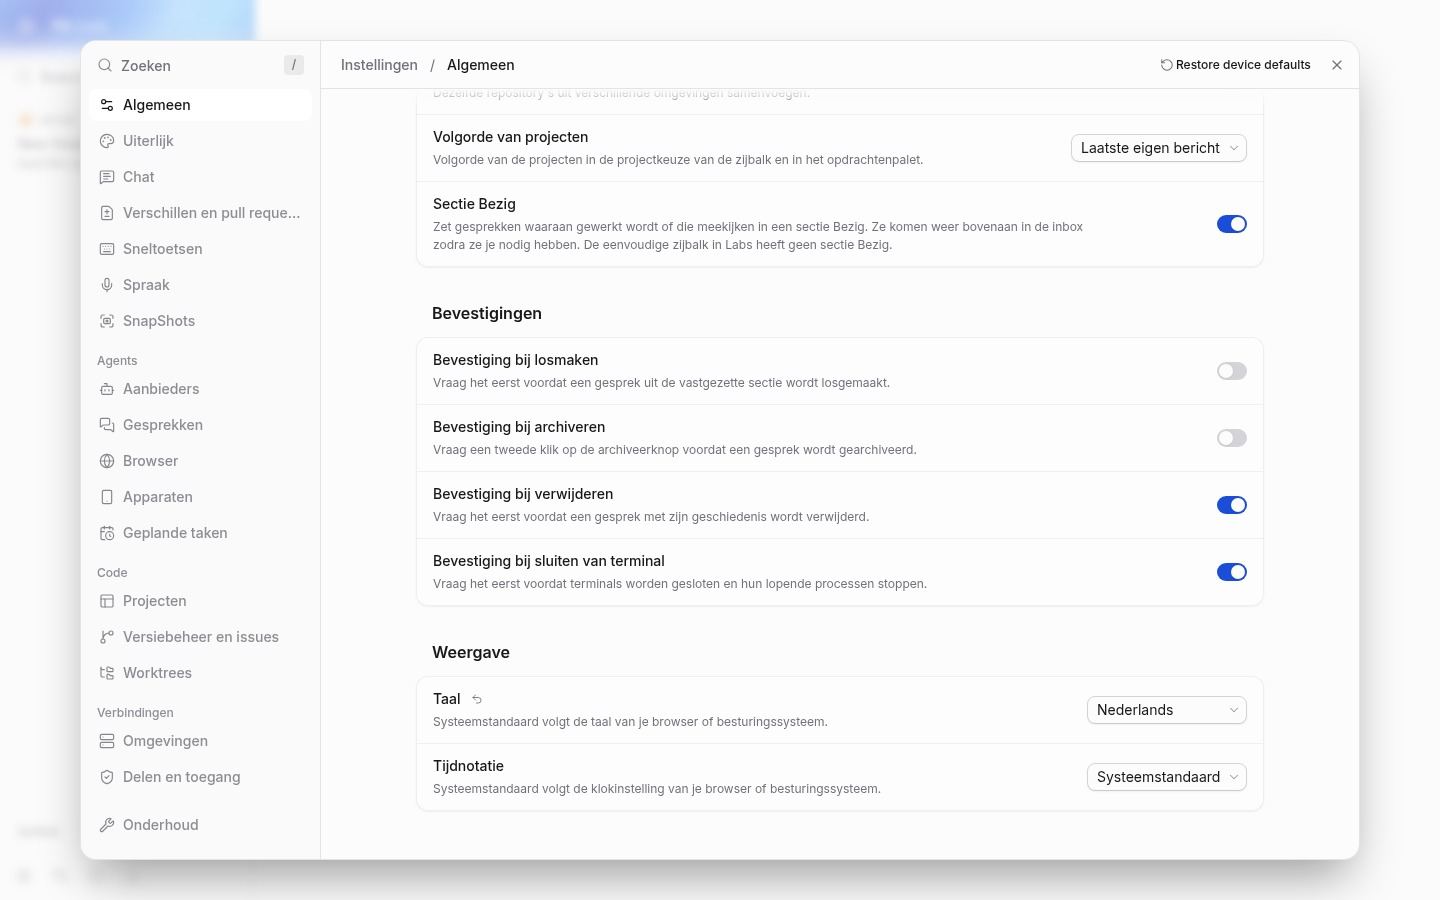 Zoeken
/
Instellingen / Algemeen
Restore device defaults
Algemeen
Uiterlijk
Chat
Verschillen en pull reque...
Sneltoetsen
Spraak
SnapShots
Agents
Aanbieders
Gesprekken
Browser
Apparaten
Geplande taken
Code
Projecten
Versiebeheer en issues
Worktrees
Verbindingen
Omgevingen
Delen en toegang
Onderhoud
Dezelfde repository's uit verschillende omgevingen samenvoegen.
Volgorde van projecten
Volgorde van de projecten in de projectkeuze van de zijbalk en in het opdrachtenpalet.
Laatste eigen bericht
Sectie Bezig
Zet gesprekken waaraan gewerkt wordt of die meekijken in een sectie Bezig. Ze komen weer bovenaan in de inbox
zodra ze je nodig hebben. De eenvoudige zijbalk in Labs heeft geen sectie Bezig.
Bevestigingen
Bevestiging bij losmaken
Vraag het eerst voordat een gesprek uit de vastgezette sectie wordt losgemaakt.
Bevestiging bij archiveren
Vraag een tweede klik op de archiveerknop voordat een gesprek wordt gearchiveerd.
Bevestiging bij verwijderen
Vraag het eerst voordat een gesprek met zijn geschiedenis wordt verwijderd.
Bevestiging bij sluiten van terminal
Vraag het eerst voordat terminals worden gesloten en hun lopende processen stoppen.
Weergave
Taal
Systeemstandaard volgt de taal van je browser of besturingssysteem.
Nederlands
Tijdnotatie
Systeemstandaard volgt de klokinstelling van je browser of besturingssysteem.
Systeemstandaard